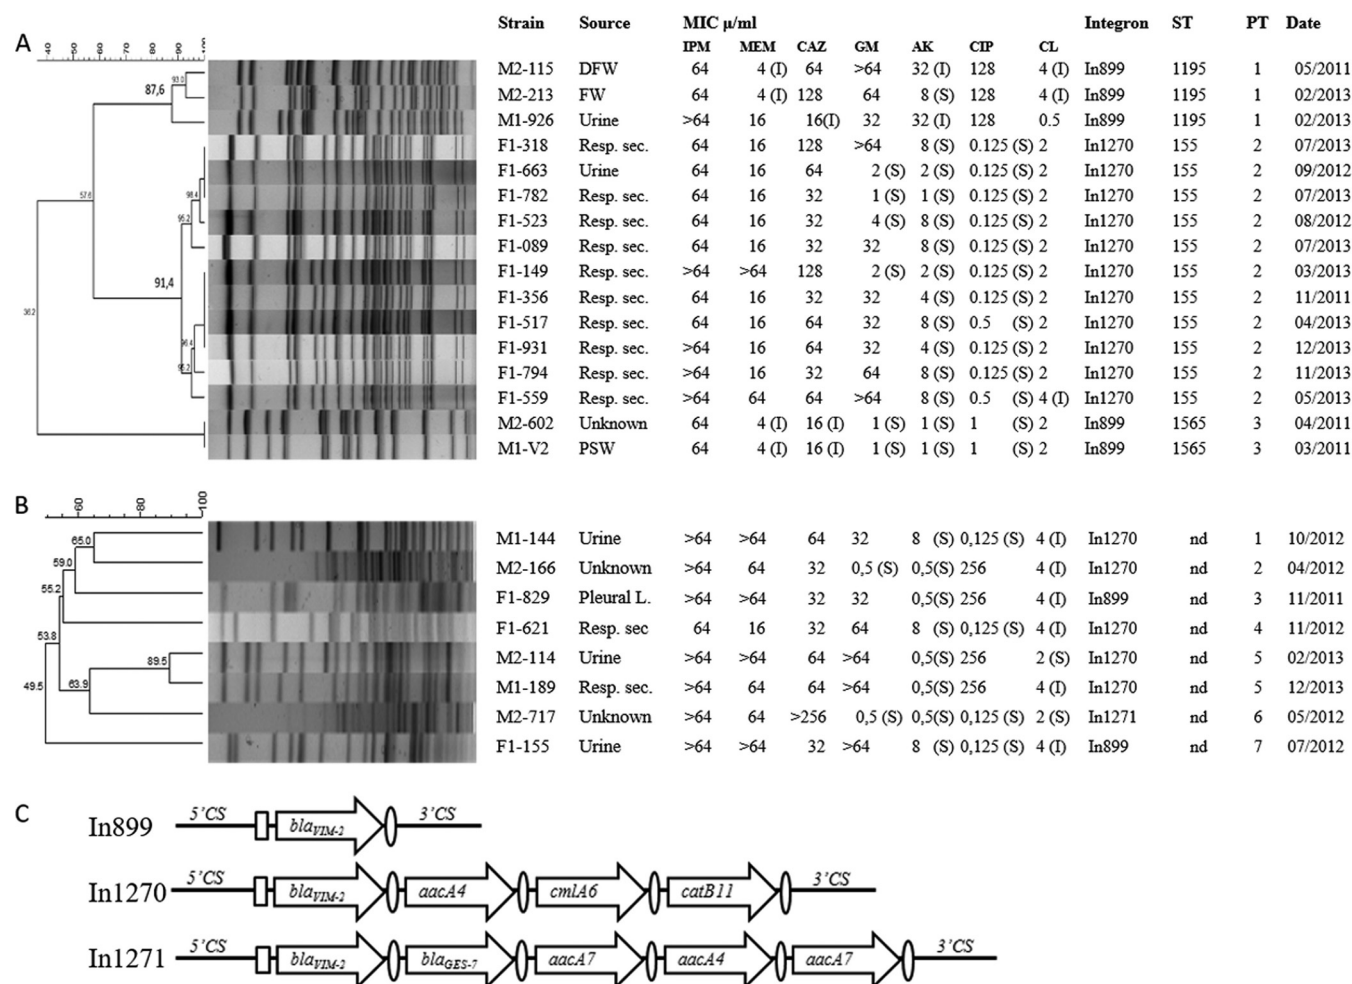 Strain Source MIC µ/ml Integron ST PT Date
IPM MEM CAZ GM AK CIP CL
A
40 50 60 70 80 90 100
M2-115 DFW 64 4 (I) 64 >64 32 (I) 128 4 (I) In899 1195 1 05/2011
M2-213 FW 64 4 (I) 128 64 8 (S) 128 4 (I) In899 1195 1 02/2013
M1-926 Urine >64 16 16(I) 32 32 (I) 128 0.5 In899 1195 1 02/2013
F1-318 Resp. sec. 64 16 128 >64 8 (S) 0.125 (S) 2 In1270 155 2 07/2013
F1-663 Urine 64 16 64 2 (S) 2 (S) 0.125 (S) 2 In1270 155 2 09/2012
F1-782 Resp. sec. 64 16 32 1 (S) 1 (S) 0.125 (S) 2 In1270 155 2 07/2013
F1-523 Resp. sec. 64 16 32 4 (S) 8 (S) 0.125 (S) 2 In1270 155 2 08/2012
F1-089 Resp. sec. 64 16 32 32 8 (S) 0.125 (S) 2 In1270 155 2 07/2013
F1-149 Resp. sec. >64 >64 128 2 (S) 2 (S) 0.125 (S) 2 In1270 155 2 03/2013
F1-356 Resp. sec. 64 16 32 32 4 (S) 0.125 (S) 2 In1270 155 2 11/2011
F1-517 Resp. sec. 64 16 64 32 8 (S) 0.5 (S) 2 In1270 155 2 04/2013
F1-931 Resp. sec. >64 16 64 32 4 (S) 0.125 (S) 2 In1270 155 2 12/2013
F1-794 Resp. sec. >64 16 32 64 8 (S) 0.125 (S) 2 In1270 155 2 11/2013
F1-559 Resp. sec. >64 64 64 >64 8 (S) 0.5 (S) 4 (I) In1270 155 2 05/2013
M2-602 Unknown 64 4 (I) 16 (I) 1 (S) 1 (S) 1 (S) 2 In899 1565 3 04/2011
M1-V2 PSW 64 4 (I) 16 (I) 1 (S) 1 (S) 1 (S) 2 In899 1565 3 03/2011
93.0
87,6
57.6
98.4
95.2
91,4
36.2
96.4
95.2
B
60 80 100
M1-144 Urine >64 >64 64 32 8 (S) 0,125 (S) 4 (I) In1270 nd 1 10/2012
M2-166 Unknown >64 64 32 0,5 (S) 0,5(S) 256 4 (I) In1270 nd 2 04/2012
F1-829 Pleural L. >64 >64 32 32 0,5(S) 256 4 (I) In899 nd 3 11/2011
F1-621 Resp. sec 64 16 32 64 8 (S) 0,125 (S) 4 (I) In1270 nd 4 11/2012
M2-114 Urine >64 >64 64 >64 0,5(S) 256 2 (S) In1270 nd 5 02/2013
M1-189 Resp. sec. >64 64 64 >64 0,5(S) 256 4 (I) In1270 nd 5 12/2013
M2-717 Unknown >64 64 >256 0,5 (S) 0,5(S) 0,125 (S) 2 (S) In1271 nd 6 05/2012
F1-155 Urine >64 >64 32 >64 8 (S) 0,125 (S) 4 (I) In899 nd 7 07/2012
65.0
59.0
55.2
53.8
89.5
49.5
63.9
C
In899 5'CS blaVIM-2 3'CS
In1270 5'CS blaVIM-2 aacA4 cmlA6 catB11 3'CS
In1271 5'CS blaVIM-2 blaGES-7 aacA7 aacA4 aacA7 3'CS